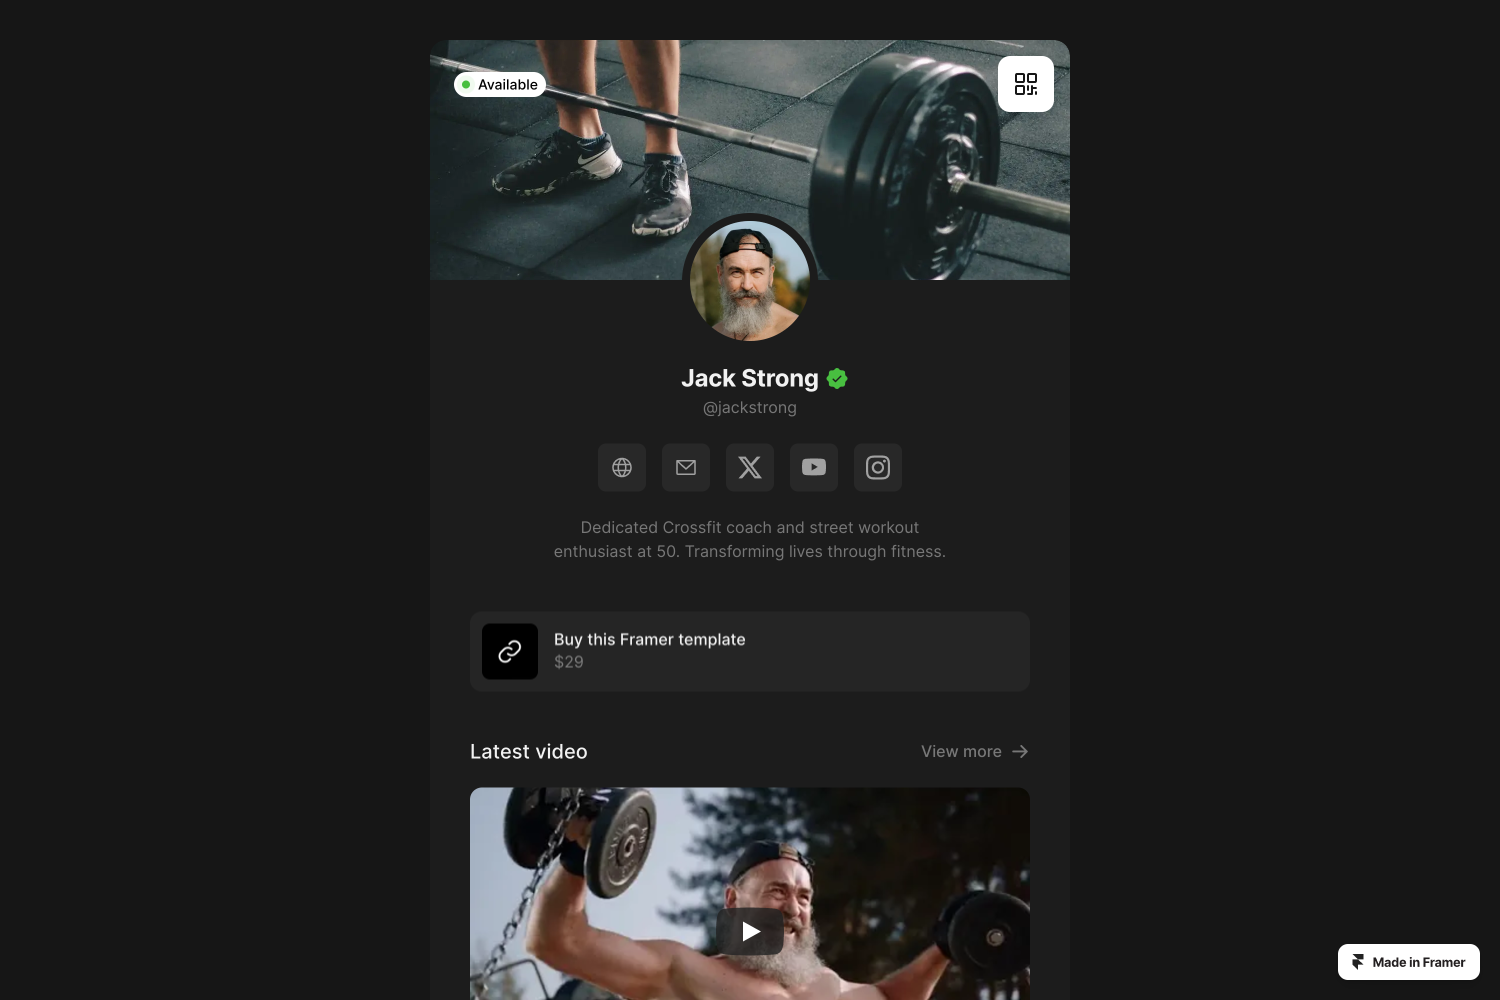 Available
Jack Strong
@jackstrong
Dedicated Crossfit coach and street workout
enthusiast at 50. Transforming lives through fitness.
Buy this Framer template
$29
Latest video
View more
Made in Framer